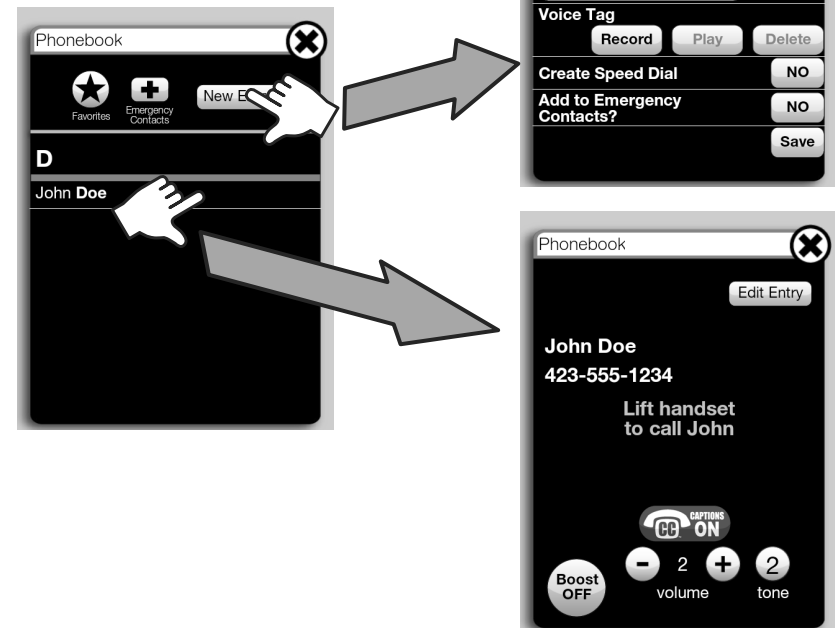 Phonebook
Favorites
Emergency
Contacts
New E
D
John Doe
Voice Tag
Record Play Delete
Create Speed Dial NO
Add to Emergency
Contacts? NO
Save
Phonebook
Edit Entry
John Doe
423-555-1234
Lift handset
to call John
CC CAPTIONS
ON
Boost
OFF
- 2 + 2
volume tone